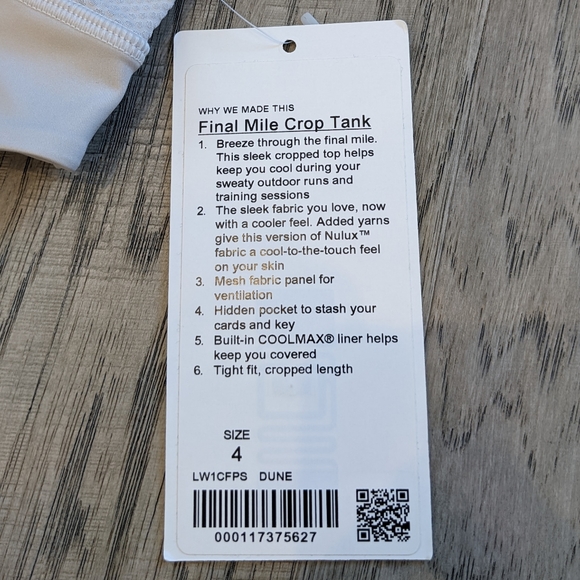 WHY WE MADE THIS
Final Mile Crop Tank
1. Breeze through the final mile.
This sleek cropped top helps
keep you cool during your
sweaty outdoor runs and
training sessions
2. The sleek fabric you love, now
with a cooler feel. Added yarns
give this version of Nulux™
fabric a cool-to-the-touch feel
on your skin
3. Mesh fabric panel for
ventilation
4. Hidden pocket to stash your
cards and key
5. Built-in COOLMAX® liner helps
keep you covered
6. Tight fit, cropped length
SIZE
4
LW1CFPS DUNE
000117375627